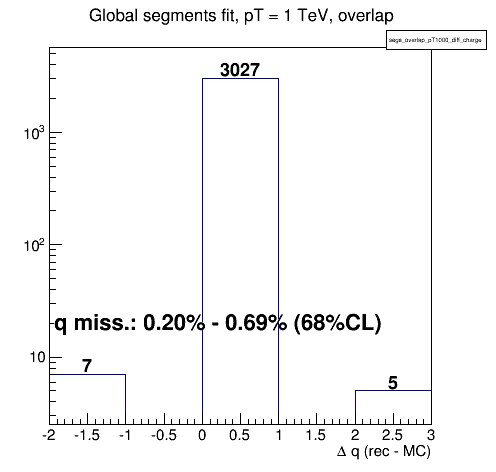 Global segments fit, pT = 1 TeV, overlap
segs_overlap_pT1000_diff_charge
3027
10³
10²
q miss.: 0.20% - 0.69% (68%CL)
10
7
5
-2 -1.5 -1 -0.5 0 0.5 1 1.5 2 2.5 3
Δ q (rec - MC)